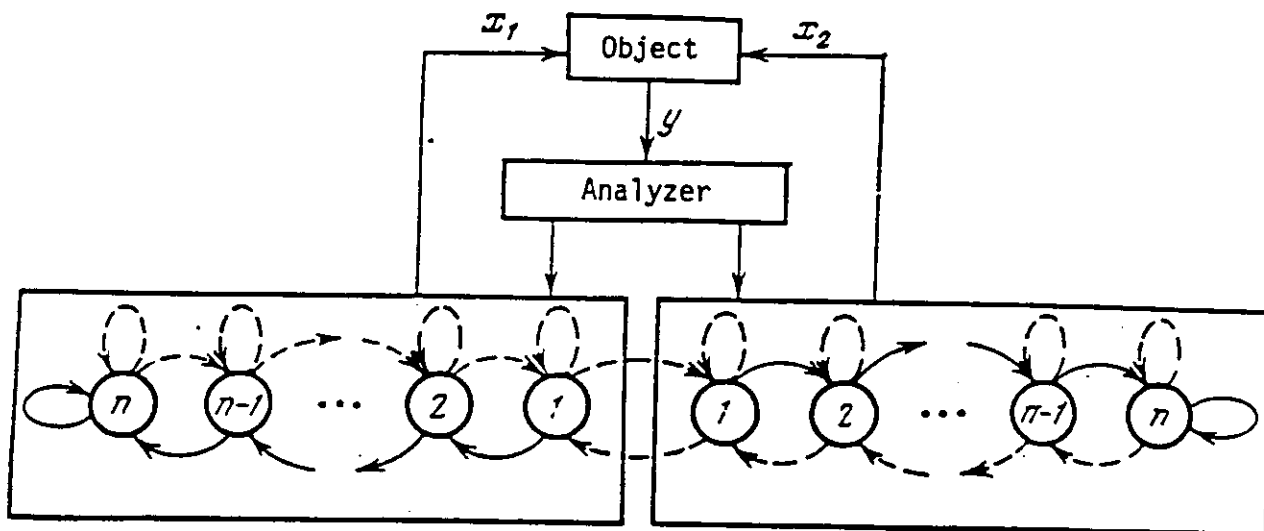 x₁ Object x₂
y
Analyzer
n n-1 ... 2 1 1 2 ... n-1 n